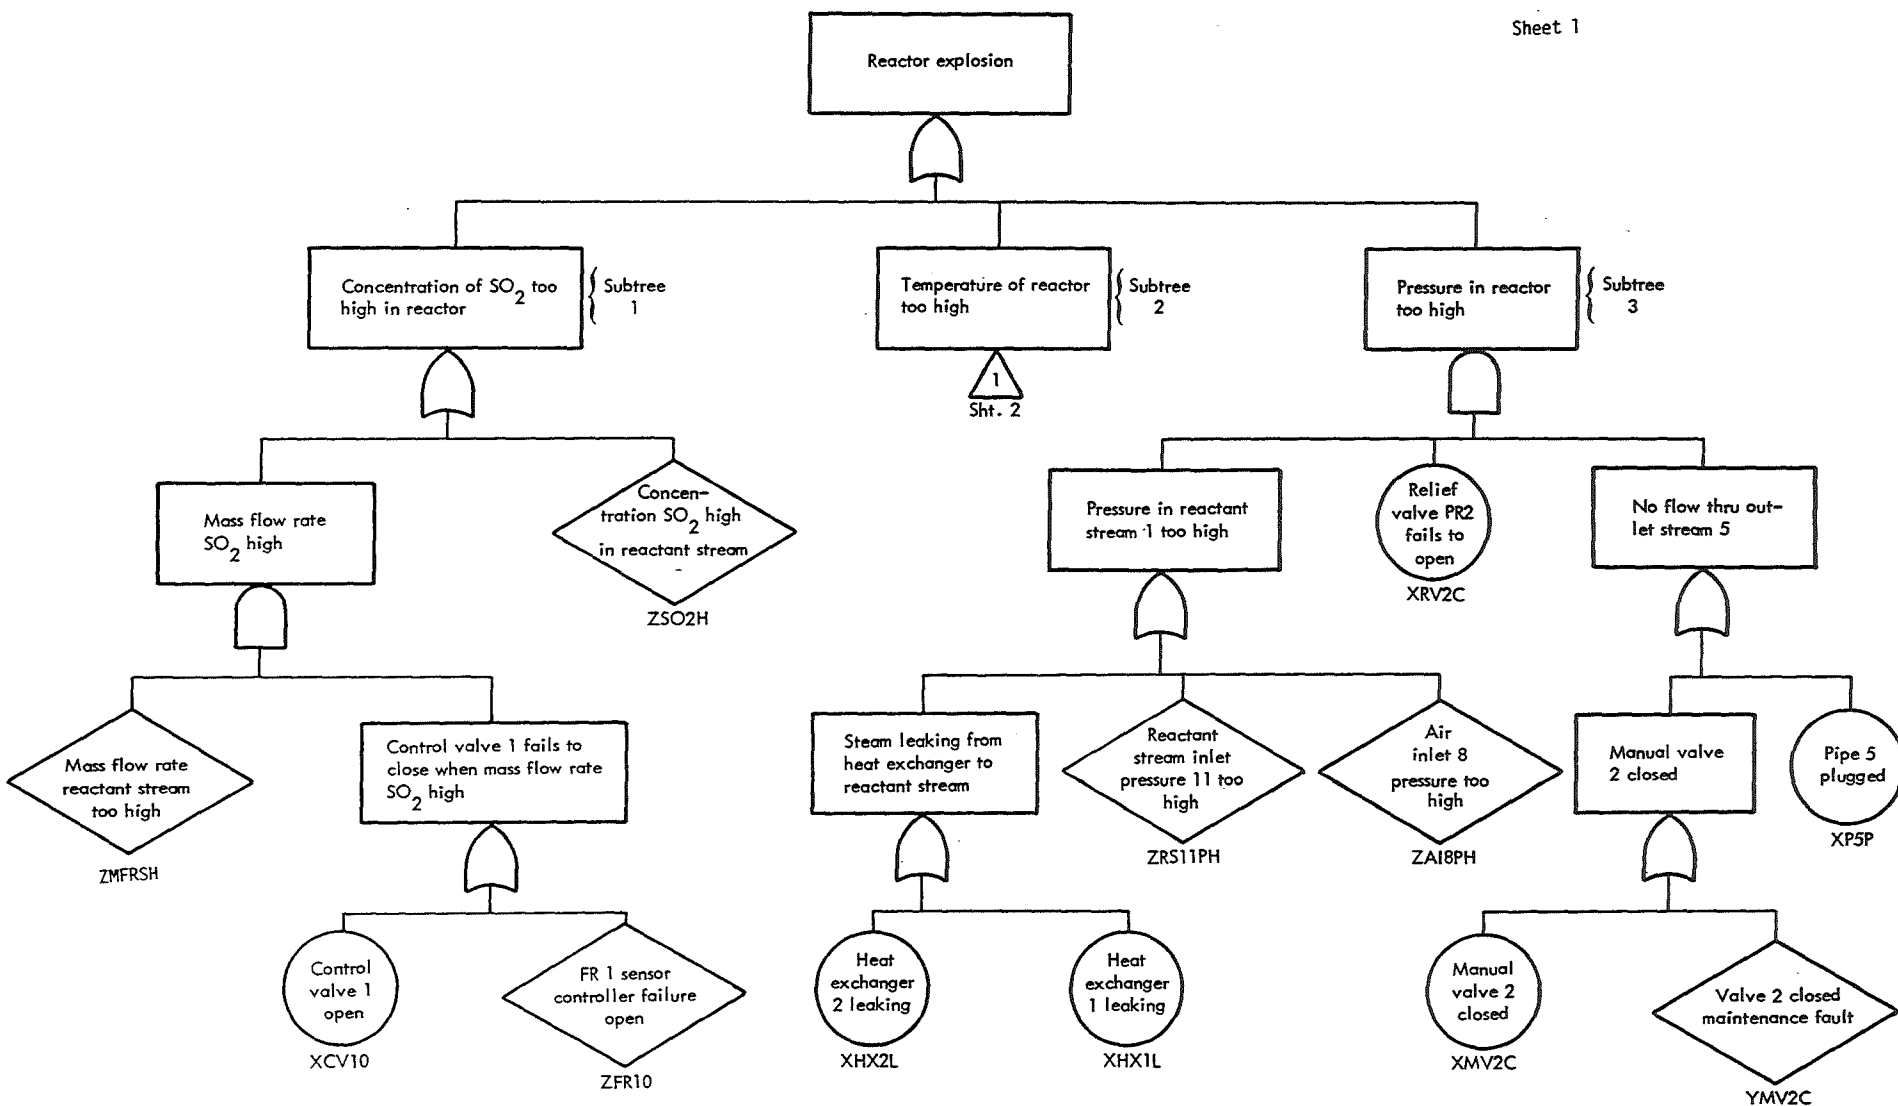 Sheet 1
Reactor explosion
Concentration of SO2 too
high in reactor
Subtree
1
Temperature of reactor
too high
Subtree
2
Pressure in reactor
too high
Subtree
3
1
Sht. 2
Mass flow rate
SO2 high
Concen-
tration SO2 high
in reactant stream
ZSO2H
Pressure in reactant
stream 1 too high
Relief
valve PR2
fails to
open
XRV2C
No flow thru out-
let stream 5
Mass flow rate
reactant stream
too high
ZMFRSH
Control valve 1 fails to
close when mass flow rate
SO2 high
Steam leaking from
heat exchanger to
reactant stream
Reactant
stream inlet
pressure 11 too
high
ZRS11PH
Air
inlet 8
pressure too
high
ZAI8PH
Manual valve
2 closed
Pipe 5
plugged
XP5P
Control
valve 1
open
XCV10
FR 1 sensor
controller failure
open
ZFR10
Heat
exchanger
2 leaking
XHX2L
Heat
exchanger
1 leaking
XHX1L
Manual
valve 2
closed
XMV2C
Valve 2 closed
maintenance fault
YMV2C